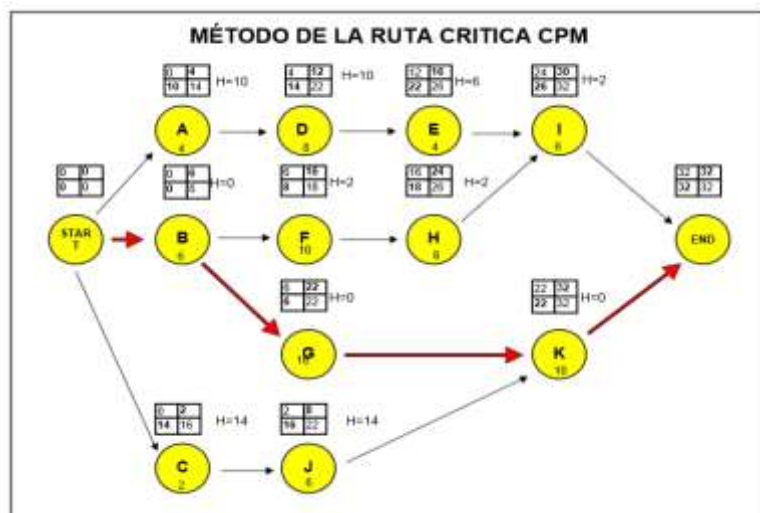 MÉTODO DE LA RUTA CRITICA CPM
0 4
10 14
H=10
4 12
14 22
H=10
12 16
22 26
H=6
24 30
26 32
H=2
A
4
D
8
E
4
I
6
0 0
0 0
0 6
0 6
H=0
6 16
8 18
H=2
16 24
18 26
H=2
32 32
32 32
STAR
T
B
6
F
10
H
8
END
6 22
6 22
H=0
22 32
22 32
H=0
G
16
K
10
0 2
14 16
H=14
2 8
16 22
H=14
C
2
J
6